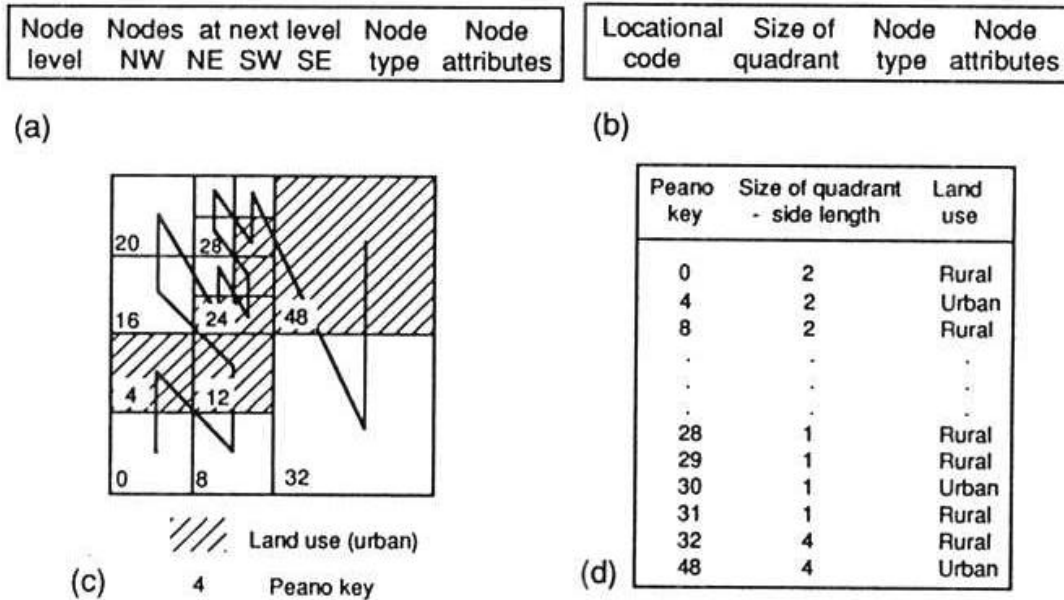 Node Nodes at next level Node Node
level NW NE SW SE type attributes
(a)
Locational Size of Node Node
code quadrant type attributes
(b)
20
28
16
24
48
4
12
0
8
32
Land use (urban)
4 Peano key
(c)
Peano Size of quadrant Land
key - side length use
0 2 Rural
4 2 Urban
8 2 Rural
. . .
. . .
. . .
28 1 Rural
29 1 Rural
30 1 Urban
31 1 Rural
32 4 Rural
48 4 Urban
(d)